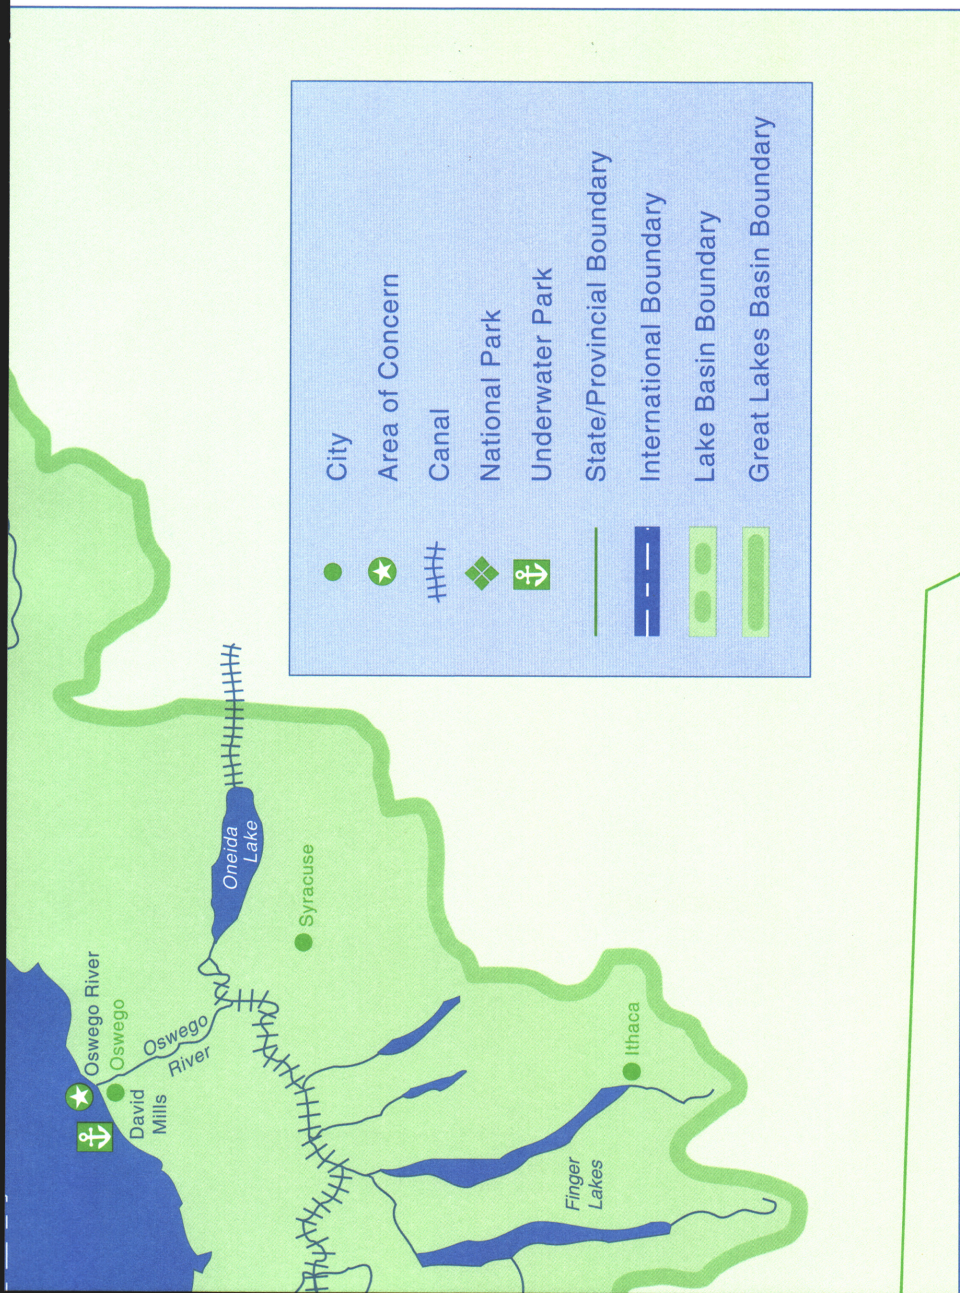 City
Area of Concern
Canal
National Park
Underwater Park
State/Provincial Boundary
International Boundary
Lake Basin Boundary
Great Lakes Basin Boundary
Oneida
Lake
Syracuse
Oswego River
Oswego
Oswego
River
David
Mills
Ithaca
Finger
Lakes